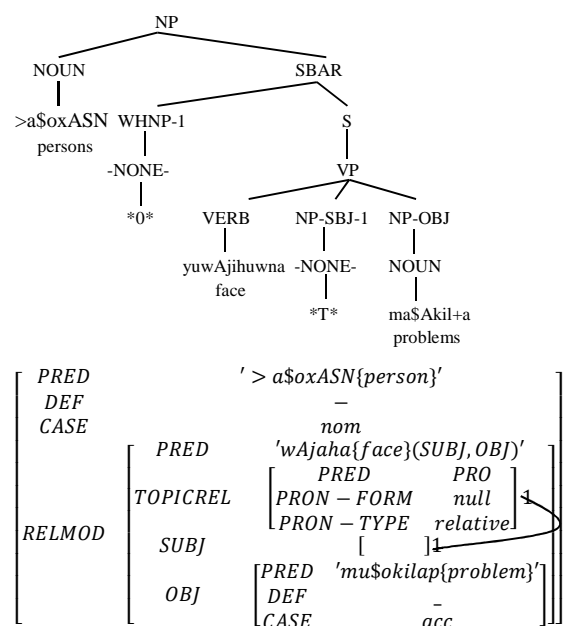 NP
NOUN SBAR
>a$oxASN WHNP-1 S
persons
-NONE- VP
*0* VERB NP-SBJ-1 NP-OBJ
yuwAjihuwna -NONE- NOUN
face
*T* ma$Akil+a
problems
PRED ' > a$oxASN{person}'
DEF −
CASE nom
PRED 'wAjaha{face}(SUBJ, OBJ)'
PRED PRO
TOPICREL PRON − FORM null 1
PRON − TYPE relative
RELMOD
SUBJ [ ]1
PRED 'mu$okilap{problem}'
OBJ DEF _
CASE acc